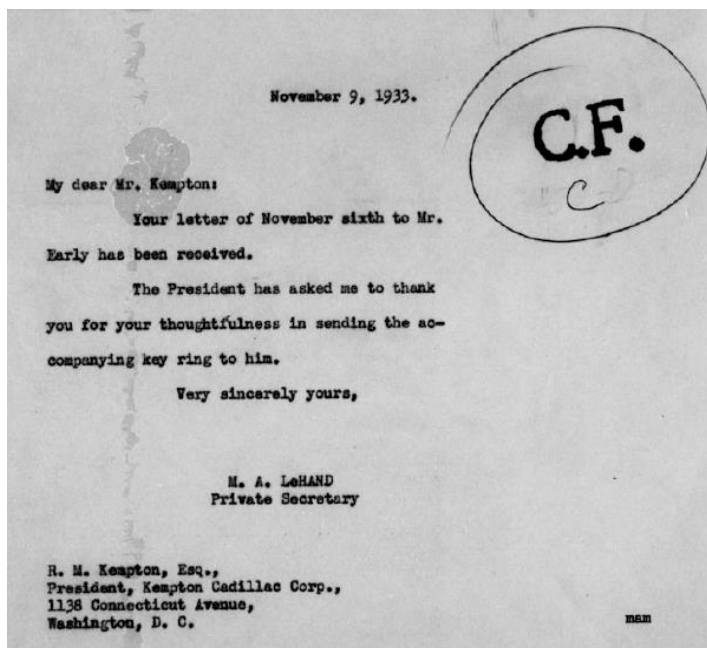 November 9, 1933.
C.F.
My dear Mr. Kempton:
Your letter of November sixth to Mr.
Early has been received.
The President has asked me to thank
you for your thoughtfulness in sending the ac-
companying key ring to him.
Very sincerely yours,
M. A. LeHAND
Private Secretary
R. M. Kempton, Esq.,
President, Kempton Cadillac Corp.,
1138 Connecticut Avenue,
Washington, D. C.
mam